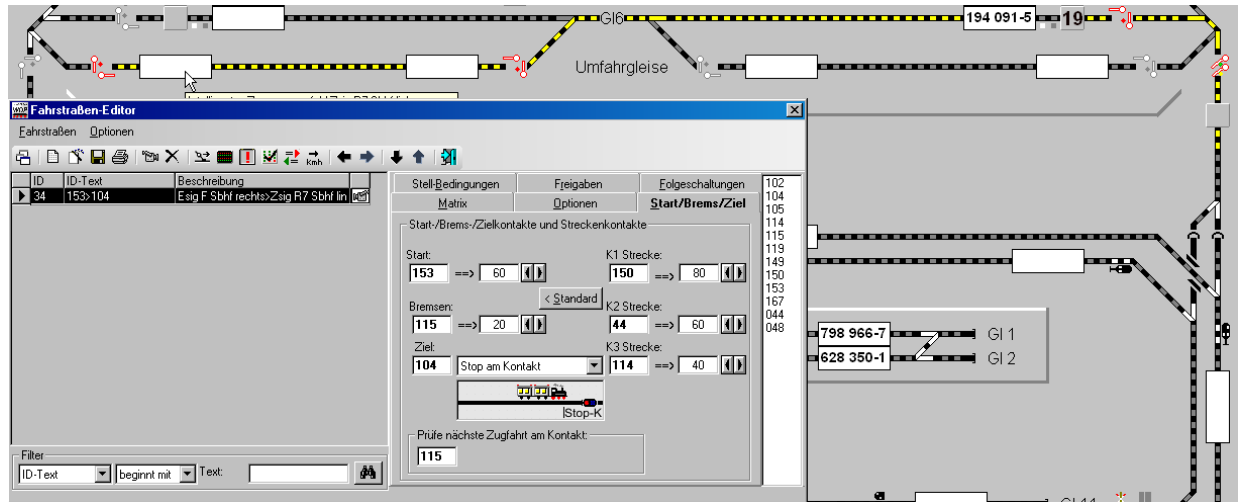 Gl6
194 091-5
19
Umfahrgleise
Fahrstraßen-Editor
Fahrstraßen Optionen
kmh
ID ID-Text Beschreibung
34 153>104 Esig F Sbhf rechts>Zsig R7 Sbhf lin
Stell-Bedingungen Freigaben Folgeschaltungen
Matrix Optionen Start/Brems/Ziel
Start-/Brems-/Zielkontakte und Streckenkontakte
Start: K1 Strecke:
153 ==> 60 150 ==> 80
< Standard
Bremsen: K2 Strecke:
115 ==> 20 44 ==> 60
Ziel: K3 Strecke:
104 Stop am Kontakt 114 ==> 40
Stop-K
Prüfe nächste Zugfahrt am Kontakt:
115
102
104
105
114
115
119
149
150
153
167
044
048
Filter
ID-Text beginnt mit Text:
798 966-7 Gl 1
628 350-1 Gl 2